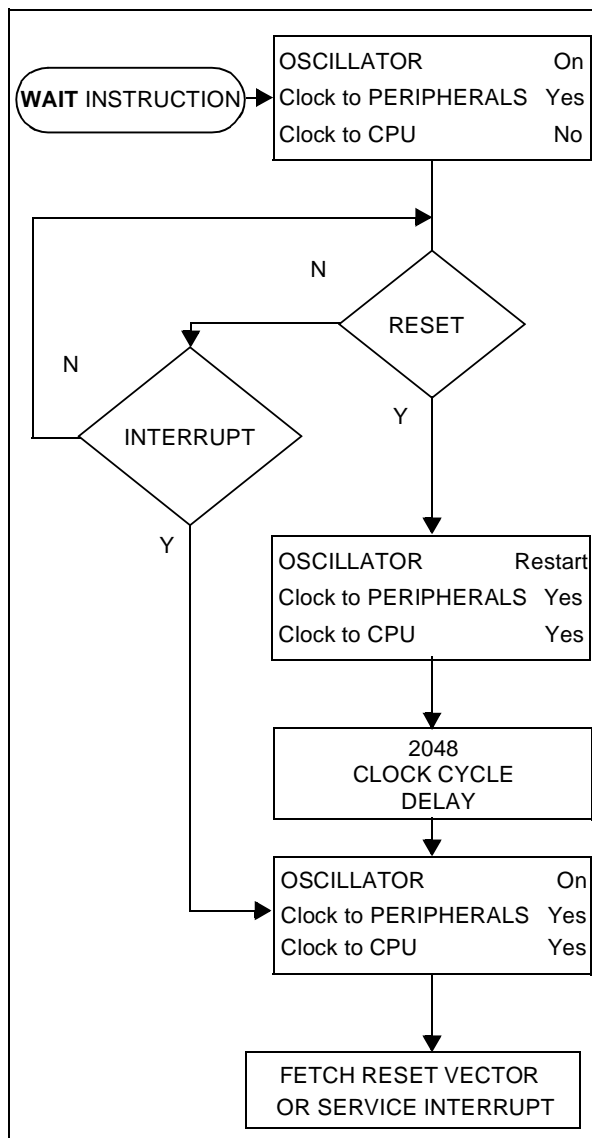 WAIT INSTRUCTION
OSCILLATOR On
Clock to PERIPHERALS Yes
Clock to CPU No
N
RESET
N
INTERRUPT
Y
Y
OSCILLATOR Restart
Clock to PERIPHERALS Yes
Clock to CPU Yes
2048
CLOCK CYCLE
DELAY
OSCILLATOR On
Clock to PERIPHERALS Yes
Clock to CPU Yes
FETCH RESET VECTOR
OR SERVICE INTERRUPT